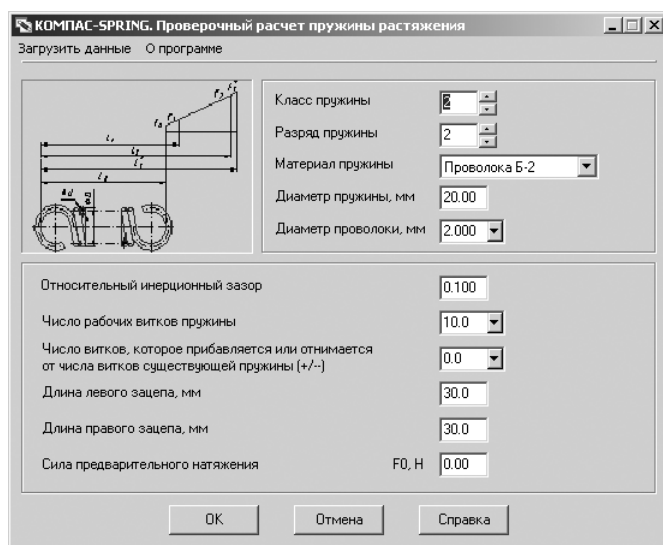 КОМПАС-SPRING. Проверочный расчет пружины растяжения
Загрузить данные О программе
Класс пружины 2
Разряд пружины 2
Материал пружины Проволока Б-2
Диаметр пружины, мм 20.00
Диаметр проволоки, мм 2.000
Относительный инерционный зазор 0.100
Число рабочих витков пружины 10.0
Число витков, которое прибавляется или отнимается
от числа витков существующей пружины (+/--) 0.0
Длина левого зацепа, мм 30.0
Длина правого зацепа, мм 30.0
Сила предварительного натяжения F0, Н 0.00
OK Отмена Справка